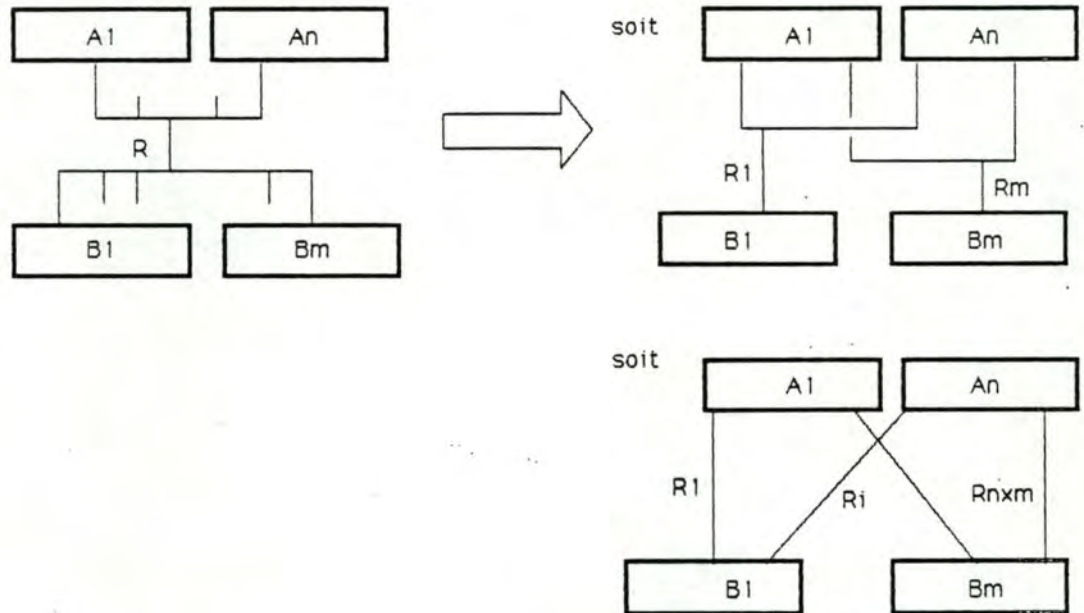 A1 An
R
B1 Bm
soit
A1 An
R1
Rm
B1 Bm
soit
A1 An
R1 Ri Rnxm
B1 Bm